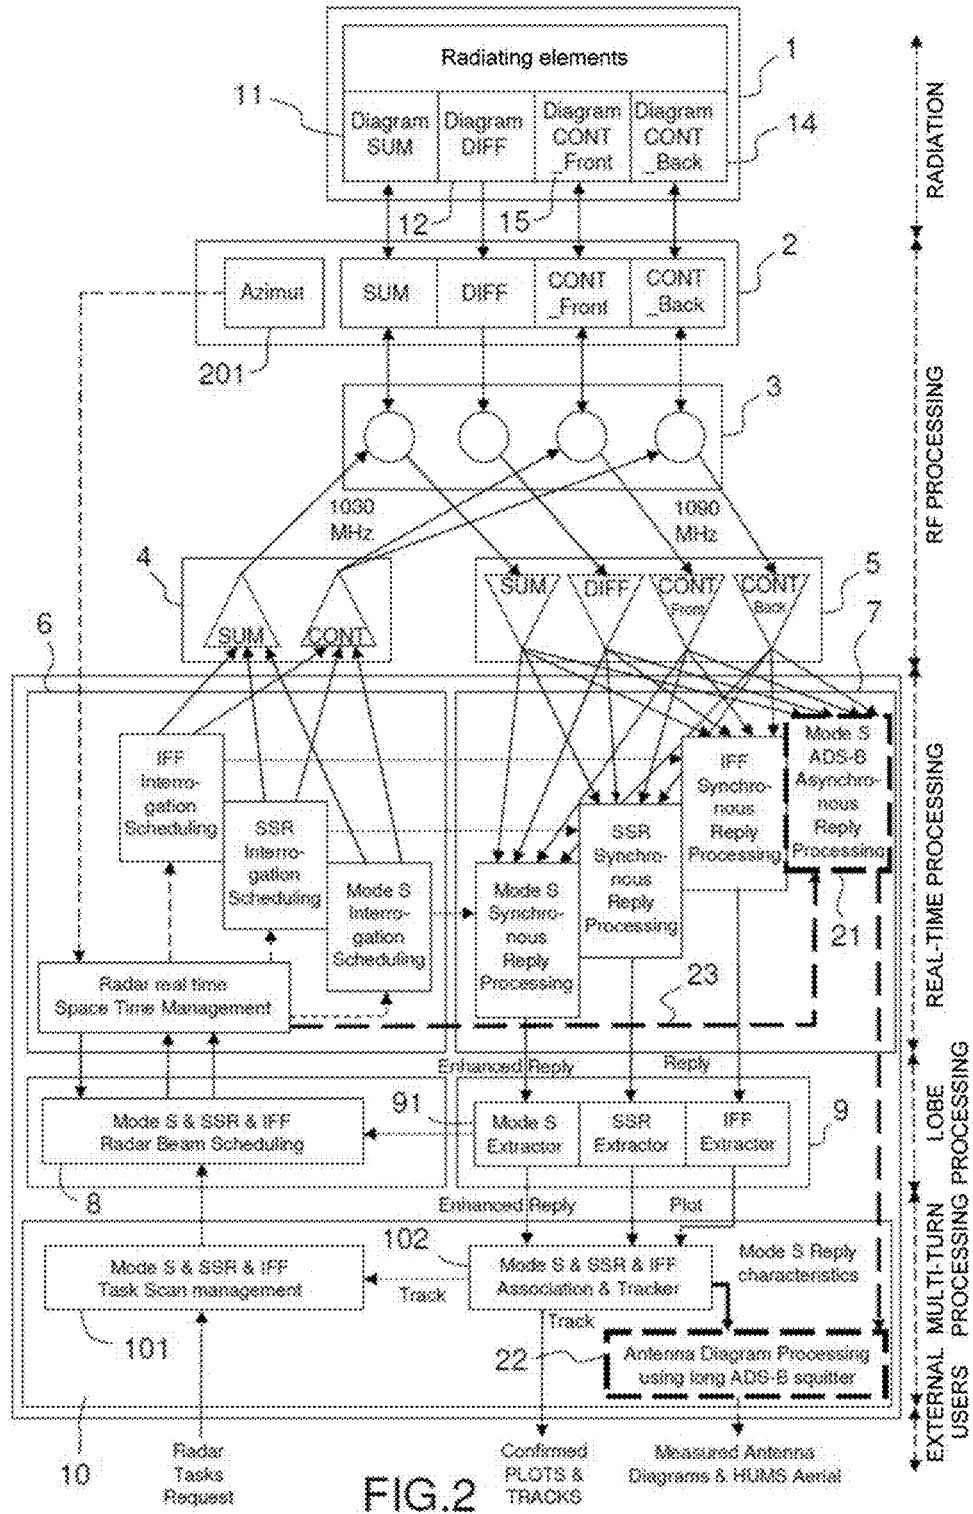 Radiating elements
1
11
Diagram
SUM
Diagram
DIFF
Diagram
CONT
_Front
Diagram
CONT
_Back
14
12
15
RADIATION
2
Azimut
SUM
DIFF
CONT
_Front
CONT
_Back
201
3
RF PROCESSING
1030
MHz
1090
MHz
4
5
SUM
CONT
SUM
DIFF
CONT
Front
CONT
Back
6
7
IFF
Interro-
gation
Scheduling
SSR
Interro-
gation
Scheduling
Mode S
Interro-
gation
Scheduling
Mode S
Synchro-
nous
Reply
Processing
SSR
Synchro-
nous
Reply
Processing
IFF
Synchro-
nous
Reply
Processing
Mode S
ADS-B
Asynchro-
nous
Reply
Processing
21
REAL-TIME PROCESSING
Radar real time
Space Time Management
23
Enhanced Reply
Reply
91
Mode S & SSR & IFF
Radar Beam Scheduling
Mode S
Extractor
SSR
Extractor
IFF
Extractor
9
8
LOBE
PROCESSING
Enhanced Reply
Plot
102
Mode S & SSR & IFF
Task Scan management
Mode S & SSR & IFF
Association & Tracker
Mode S Reply
characteristics
Track
Track
101
22
Antenna Diagram Processing
using long ADS-B squitter
MULTI-TURN
PROCESSING
10
Radar
Tasks
Request
Confirmed
PLOTS &
TRACKS
Measured Antenna
Diagrams & HUMS Aerial
EXTERNAL
USERS
FIG.2